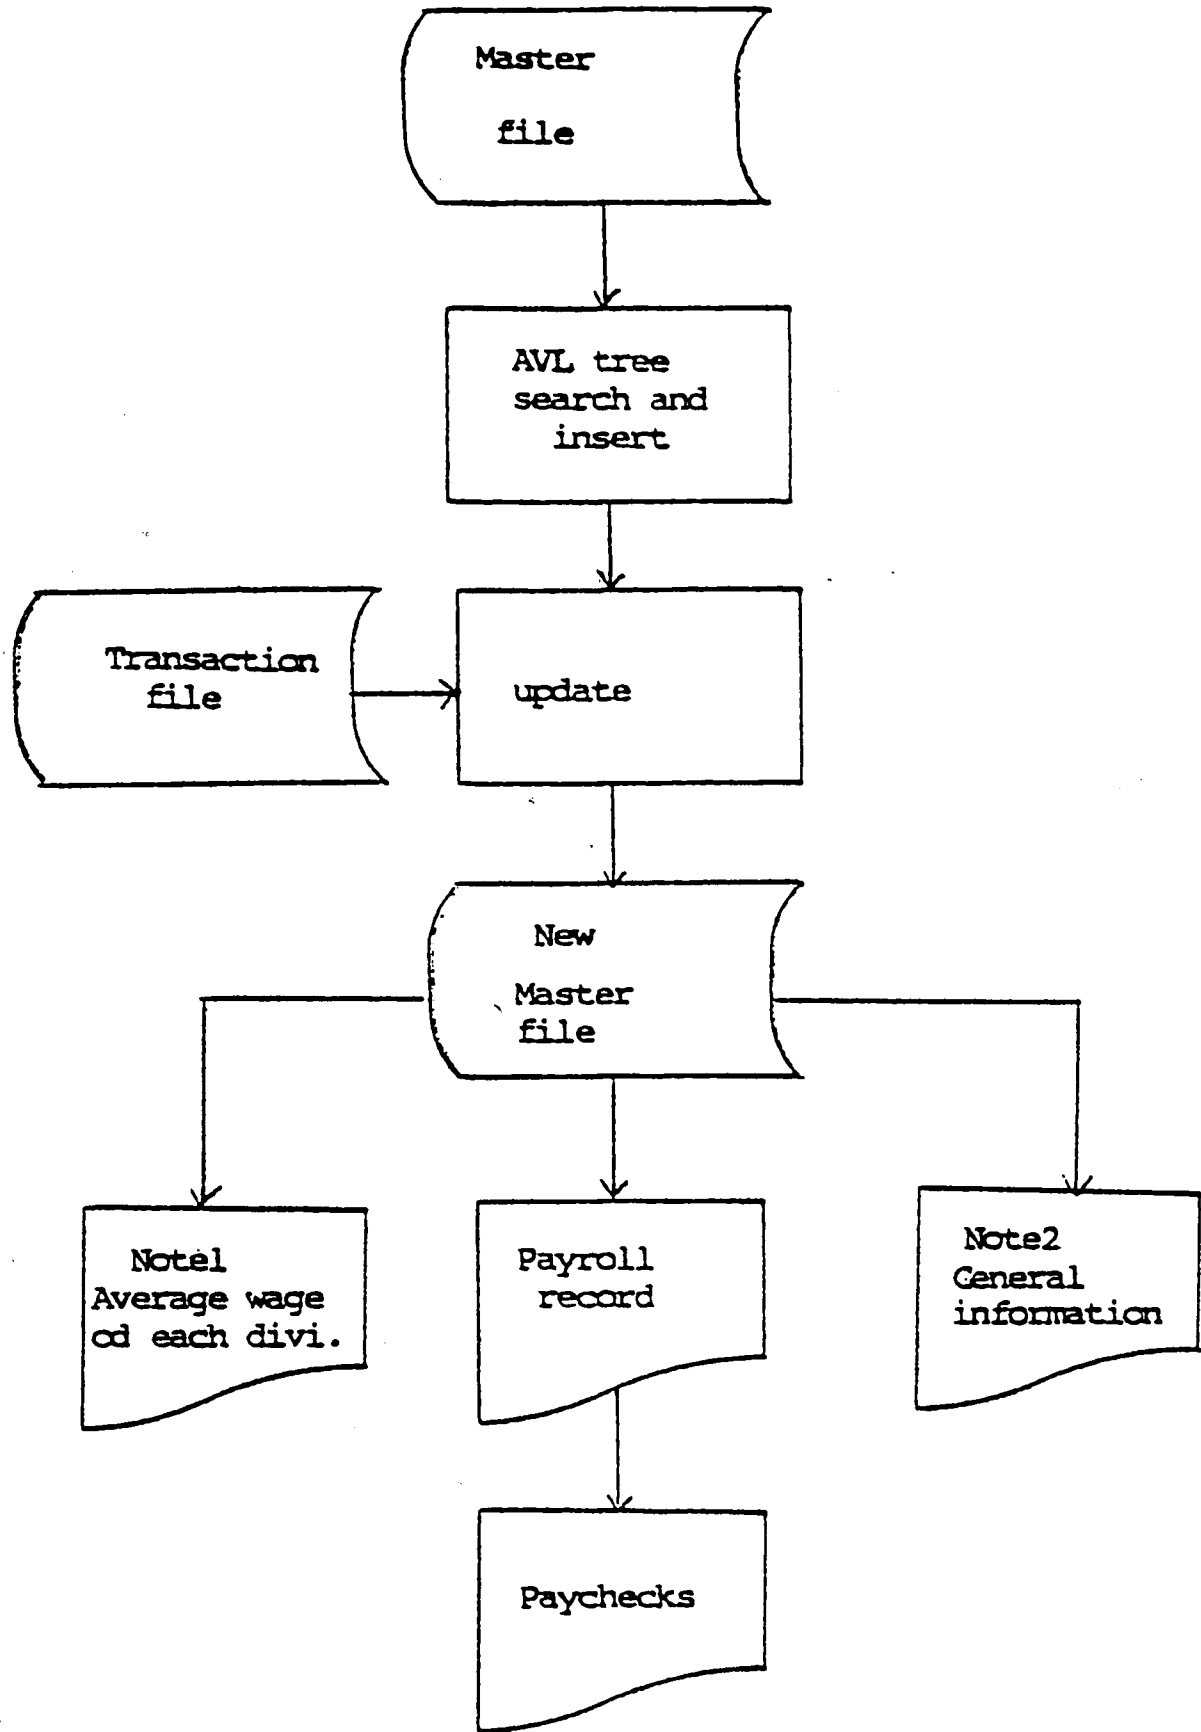 Master
file
AVL tree
search and
insert
Transaction
file
update
New
Master
file
Note1
Average wage
od each divi.
Payroll
record
Note2
General
information
Paychecks